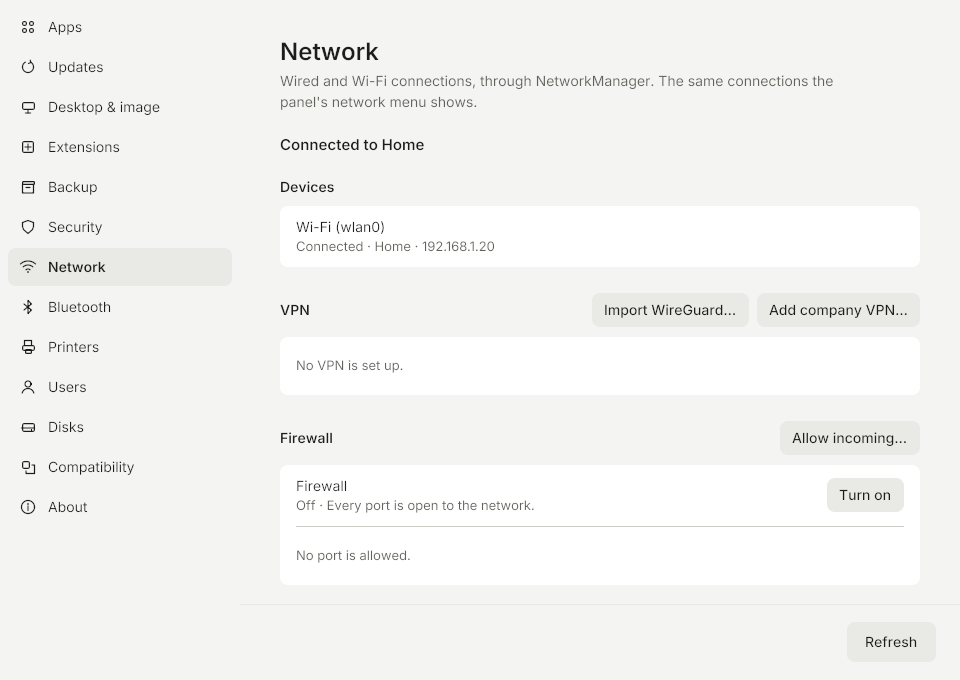 Apps
Updates
Desktop & image
Extensions
Backup
Security
Network
Bluetooth
Printers
Users
Disks
Compatibility
About
Network
Wired and Wi-Fi connections, through NetworkManager. The same connections the
panel's network menu shows.
Connected to Home
Devices
Wi-Fi (wlan0)
Connected · Home · 192.168.1.20
VPN
Import WireGuard...
Add company VPN...
No VPN is set up.
Firewall
Allow incoming...
Firewall
Off · Every port is open to the network.
Turn on
No port is allowed.
Refresh